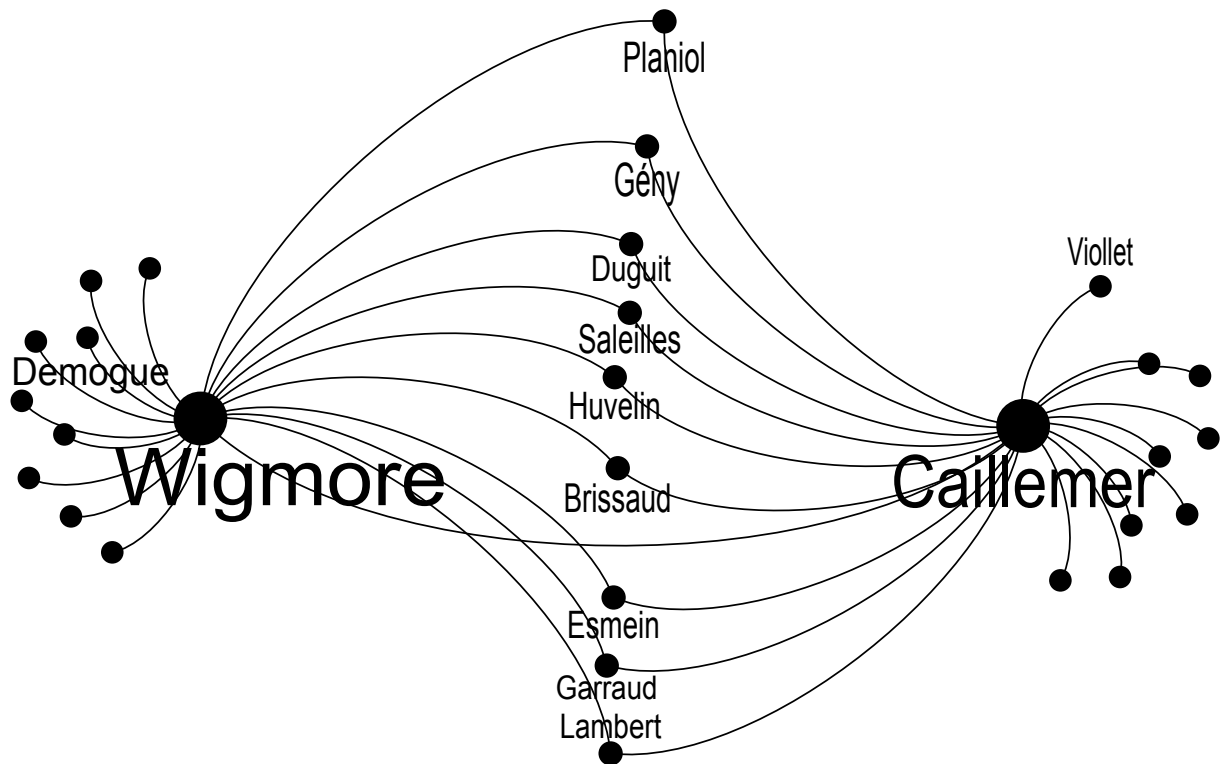 Planiol
Gény
Duguit
Viollet
Saleilles
Demogue
Huvelin
Wigmore
Caillemer
Brissaud
Esmein
Garraud
Lambert